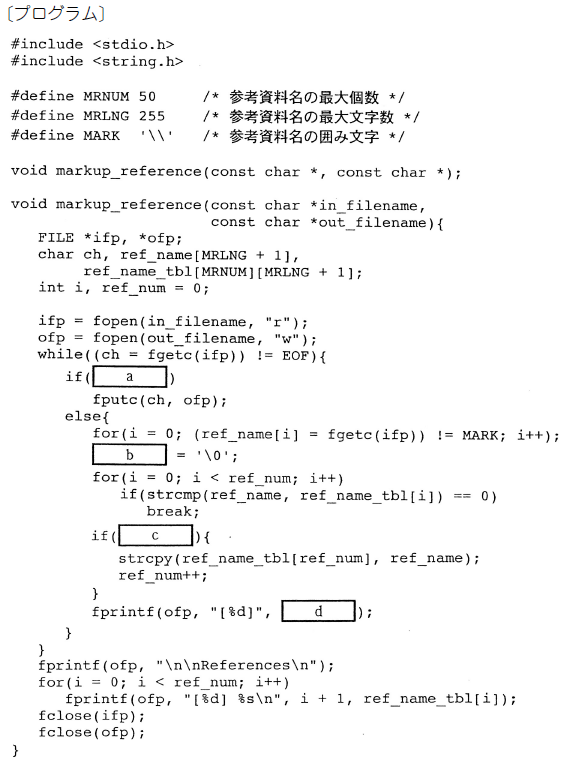 〔プログラム〕
#include <stdio.h>
#include <string.h>
#define MRNUM 50 /* 参考資料名の最大個数 */
#define MRLNG 255 /* 参考資料名の最大文字数 */
#define MARK '\\' /* 参考資料名の囲み文字 */
void markup_reference(const char *, const char *);
void markup_reference(const char *in_filename,
const char *out_filename){
FILE *ifp, *ofp;
char ch, ref_name[MRLNG + 1],
ref_name_tbl[MRNUM][MRLNG + 1];
int i, ref_num = 0;
ifp = fopen(in_filename, "r");
ofp = fopen(out_filename, "w");
while((ch = fgetc(ifp)) != EOF){
if( a )
fputc(ch, ofp);
else{
for(i = 0; (ref_name[i] = fgetc(ifp)) != MARK; i++);
b = '\0';
for(i = 0; i < ref_num; i++)
if(strcmp(ref_name, ref_name_tbl[i]) == 0)
break;
if( c ){
strcpy(ref_name_tbl[ref_num], ref_name);
ref_num++;
}
fprintf(ofp, "[%d]", d );
}
}
fprintf(ofp, "\n\nReferences\n");
for(i = 0; i < ref_num; i++)
fprintf(ofp, "[%d] %s\n", i + 1, ref_name_tbl[i]);
fclose(ifp);
fclose(ofp);
}